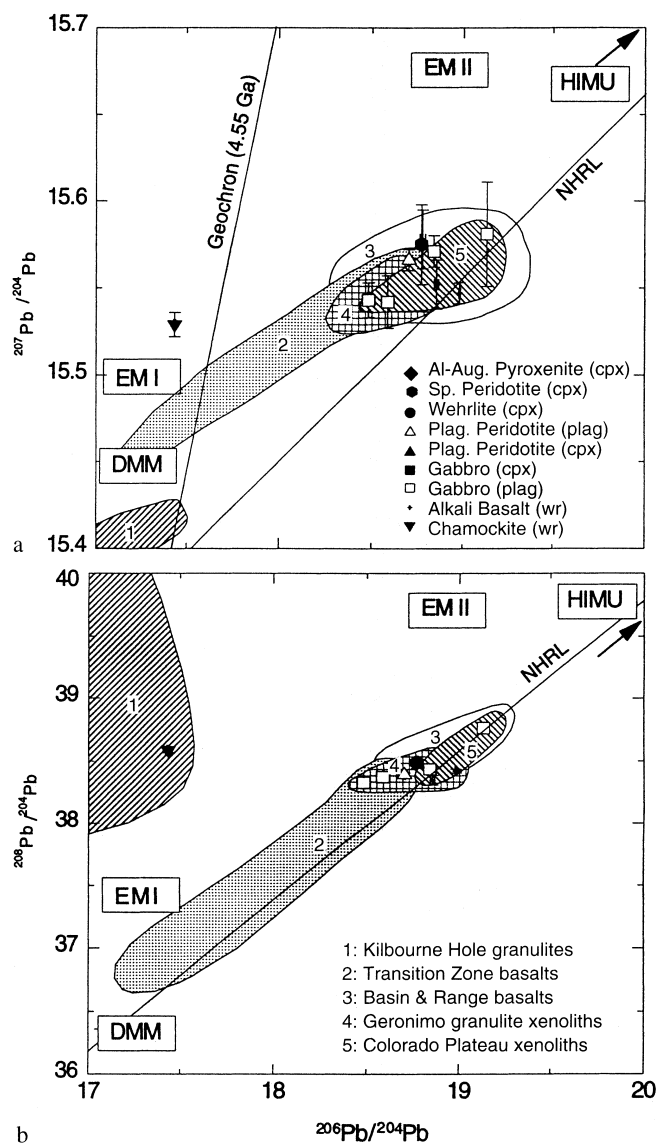 15.7
EM II
HIMU
Geochron (4.55 Ga)
NHRL
15.6
207Pb /204Pb
3
5
4
2
15.5
EM I
DMM
1
15.4
Al-Aug. Pyroxenite (cpx)
Sp. Peridotite (cpx)
Wehrlite (cpx)
Plag. Peridotite (plag)
Plag. Peridotite (cpx)
Gabbro (cpx)
Gabbro (plag)
Alkali Basalt (wr)
Chamockite (wr)
a
40
EM II
HIMU
NHRL
39
1
3
4
5
38
208Pb /204Pb
2
EM I
37
DMM
36
1: Kilbourne Hole granulites
2: Transition Zone basalts
3: Basin & Range basalts
4: Geronimo granulite xenoliths
5: Colorado Plateau xenoliths
17 18 19 20
b
206Pb/204Pb